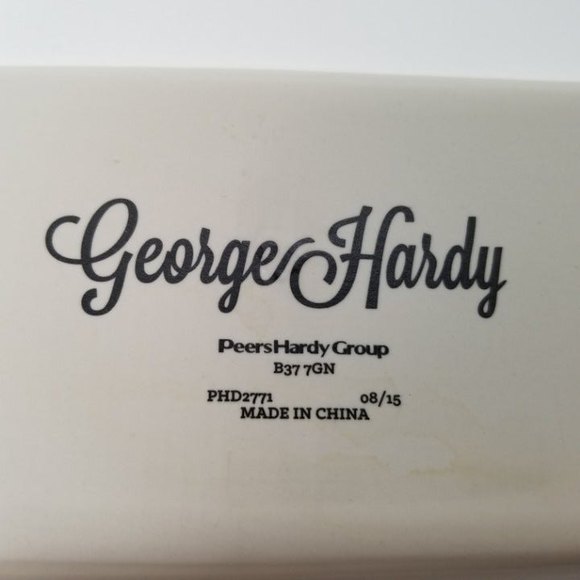 George Hardy
PeersHardy Group
B37 7GN
PHD2771 08/15
MADE IN CHINA